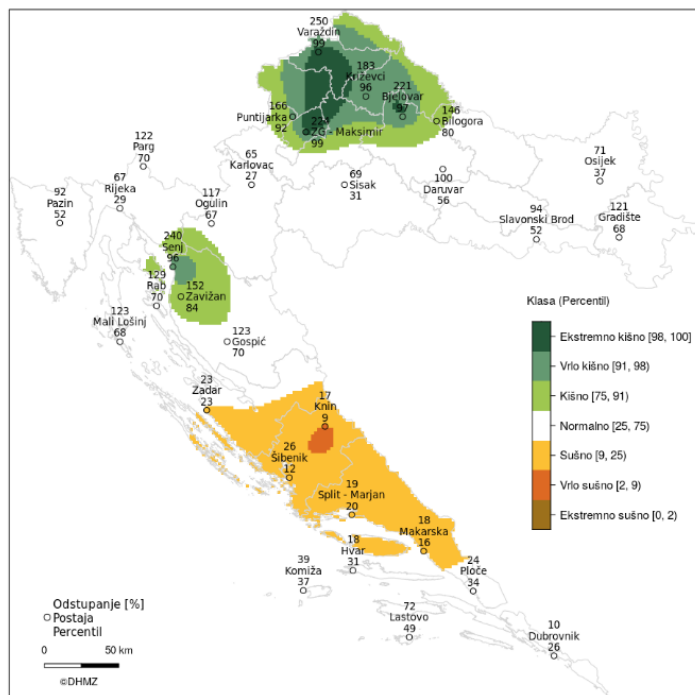 250
Varaždin
99
183
Križevci
96
221
Bjelovar
97
166
Puntijarka
92
224
ZG - Maksimir
99
146
Bilogora
80
122
Parg
70
65
Karlovac
27
69
Sisak
31
100
Daruvar
56
71
Osijek
37
92
Pazin
52
67
Rijeka
29
117
Ogulin
67
94
Slavonski Brod
52
121
Gradište
68
240
Senj
96
129
Rab
70
152
Zavižan
84
123
Mali Lošinj
68
123
Gospić
70
Klasa (Percentil)
Ekstremno kišno [98, 100]
Vrlo kišno [91, 98)
Kišno [75, 91)
Normalno [25, 75)
Sušno [9, 25)
Vrlo sušno [2, 9)
Ekstremno sušno [0, 2)
23
Zadar
23
17
Knin
9
26
Šibenik
12
19
Split - Marjan
20
18
Makarska
16
18
Hvar
31
39
Komiža
37
24
Ploče
34
72
Lastovo
49
10
Dubrovnik
26
Odstupanje [%]
Postaja
Percentil
0 50 km
©DHMZ